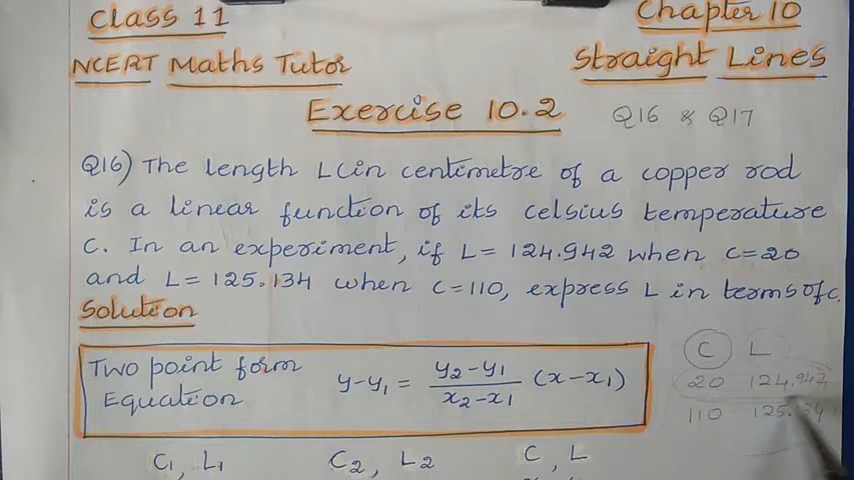 Class 11
Chapter 10
NCERT Maths Tutor
Straight Lines
Exercise 10.2
Q16 & Q17
Q16) The length L(in centimetre of a copper rod
is a linear function of its celsius temperature
C. In an experiment, if L = 124.942 when C=20
and L = 125.134 when C=110, express L in terms of C.
Solution
Two point form
Equation
y-y₁ = y₂-y₁ / x₂-x₁ (x-x₁)
C L
20 124.942
110 125.134
C₁, L₁ C₂, L₂ C, L